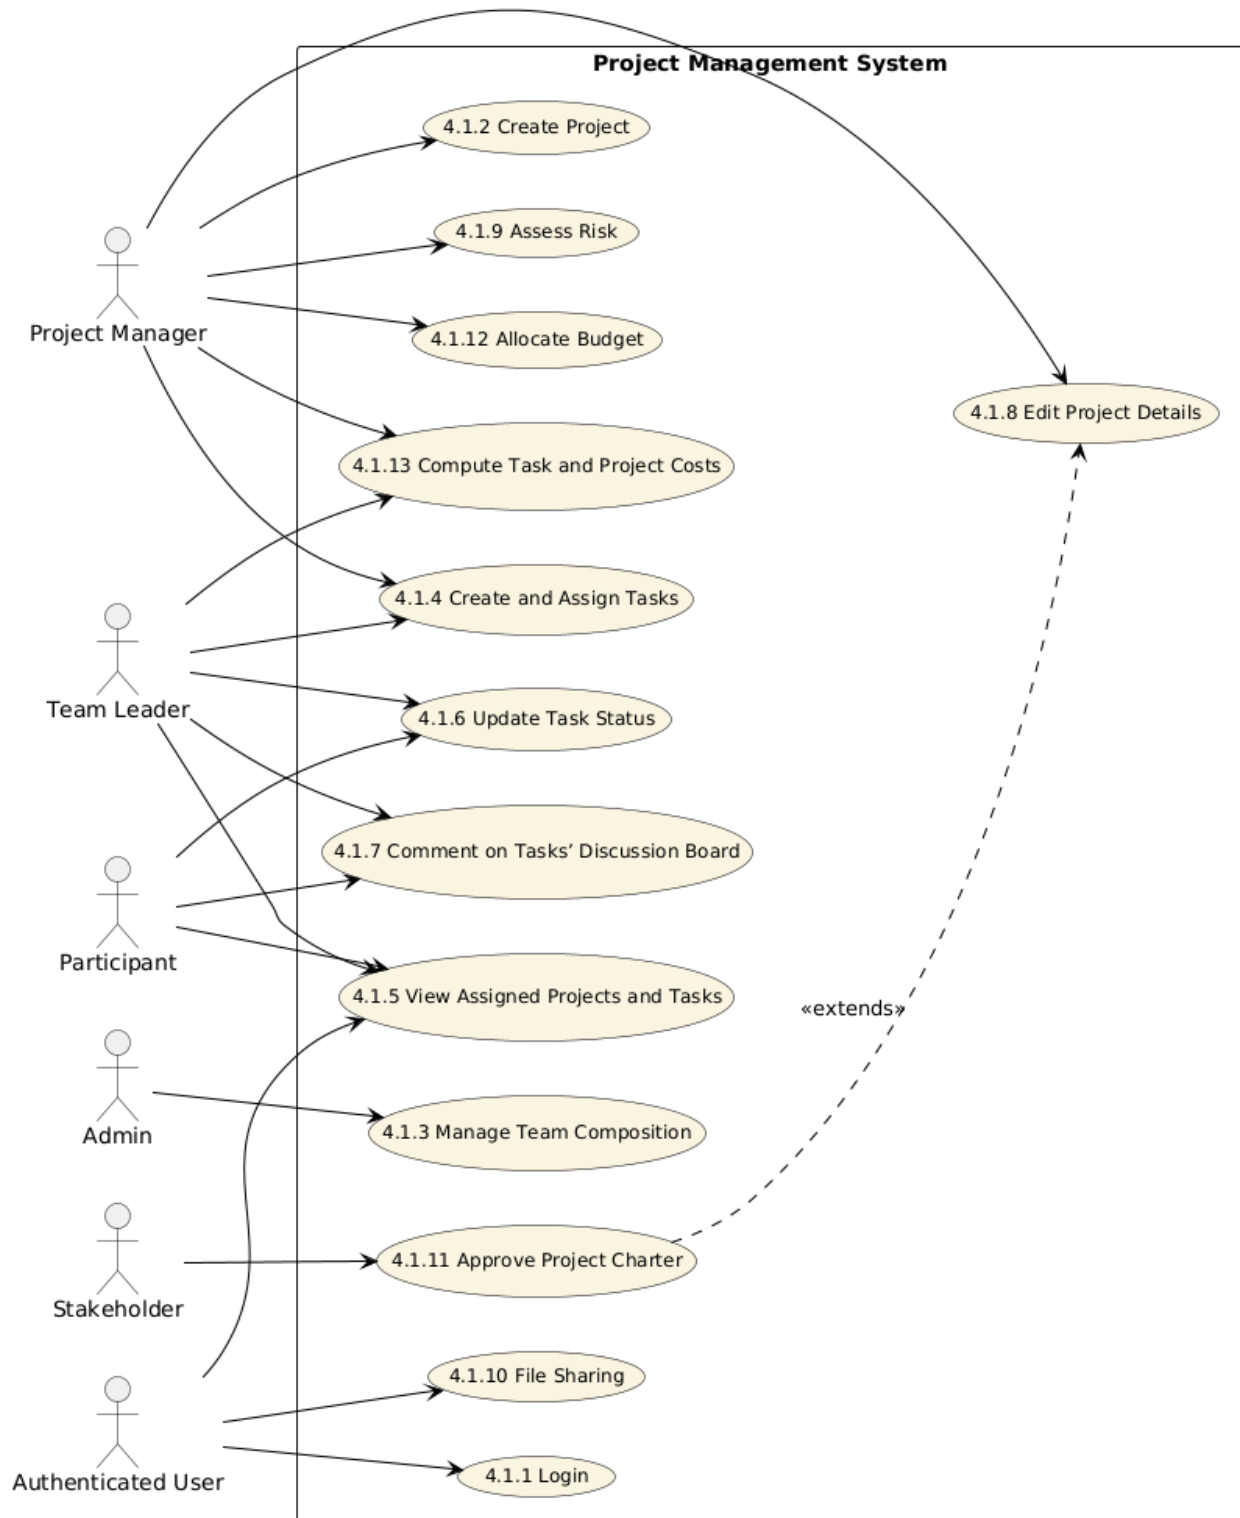 Project Management System
4.1.2 Create Project
4.1.9 Assess Risk
Project Manager
4.1.12 Allocate Budget
4.1.8 Edit Project Details
4.1.13 Compute Task and Project Costs
4.1.4 Create and Assign Tasks
Team Leader
4.1.6 Update Task Status
4.1.7 Comment on Tasks’ Discussion Board
Participant
4.1.5 View Assigned Projects and Tasks
«extends»
Admin
4.1.3 Manage Team Composition
4.1.11 Approve Project Charter
Stakeholder
4.1.10 File Sharing
4.1.1 Login
Authenticated User